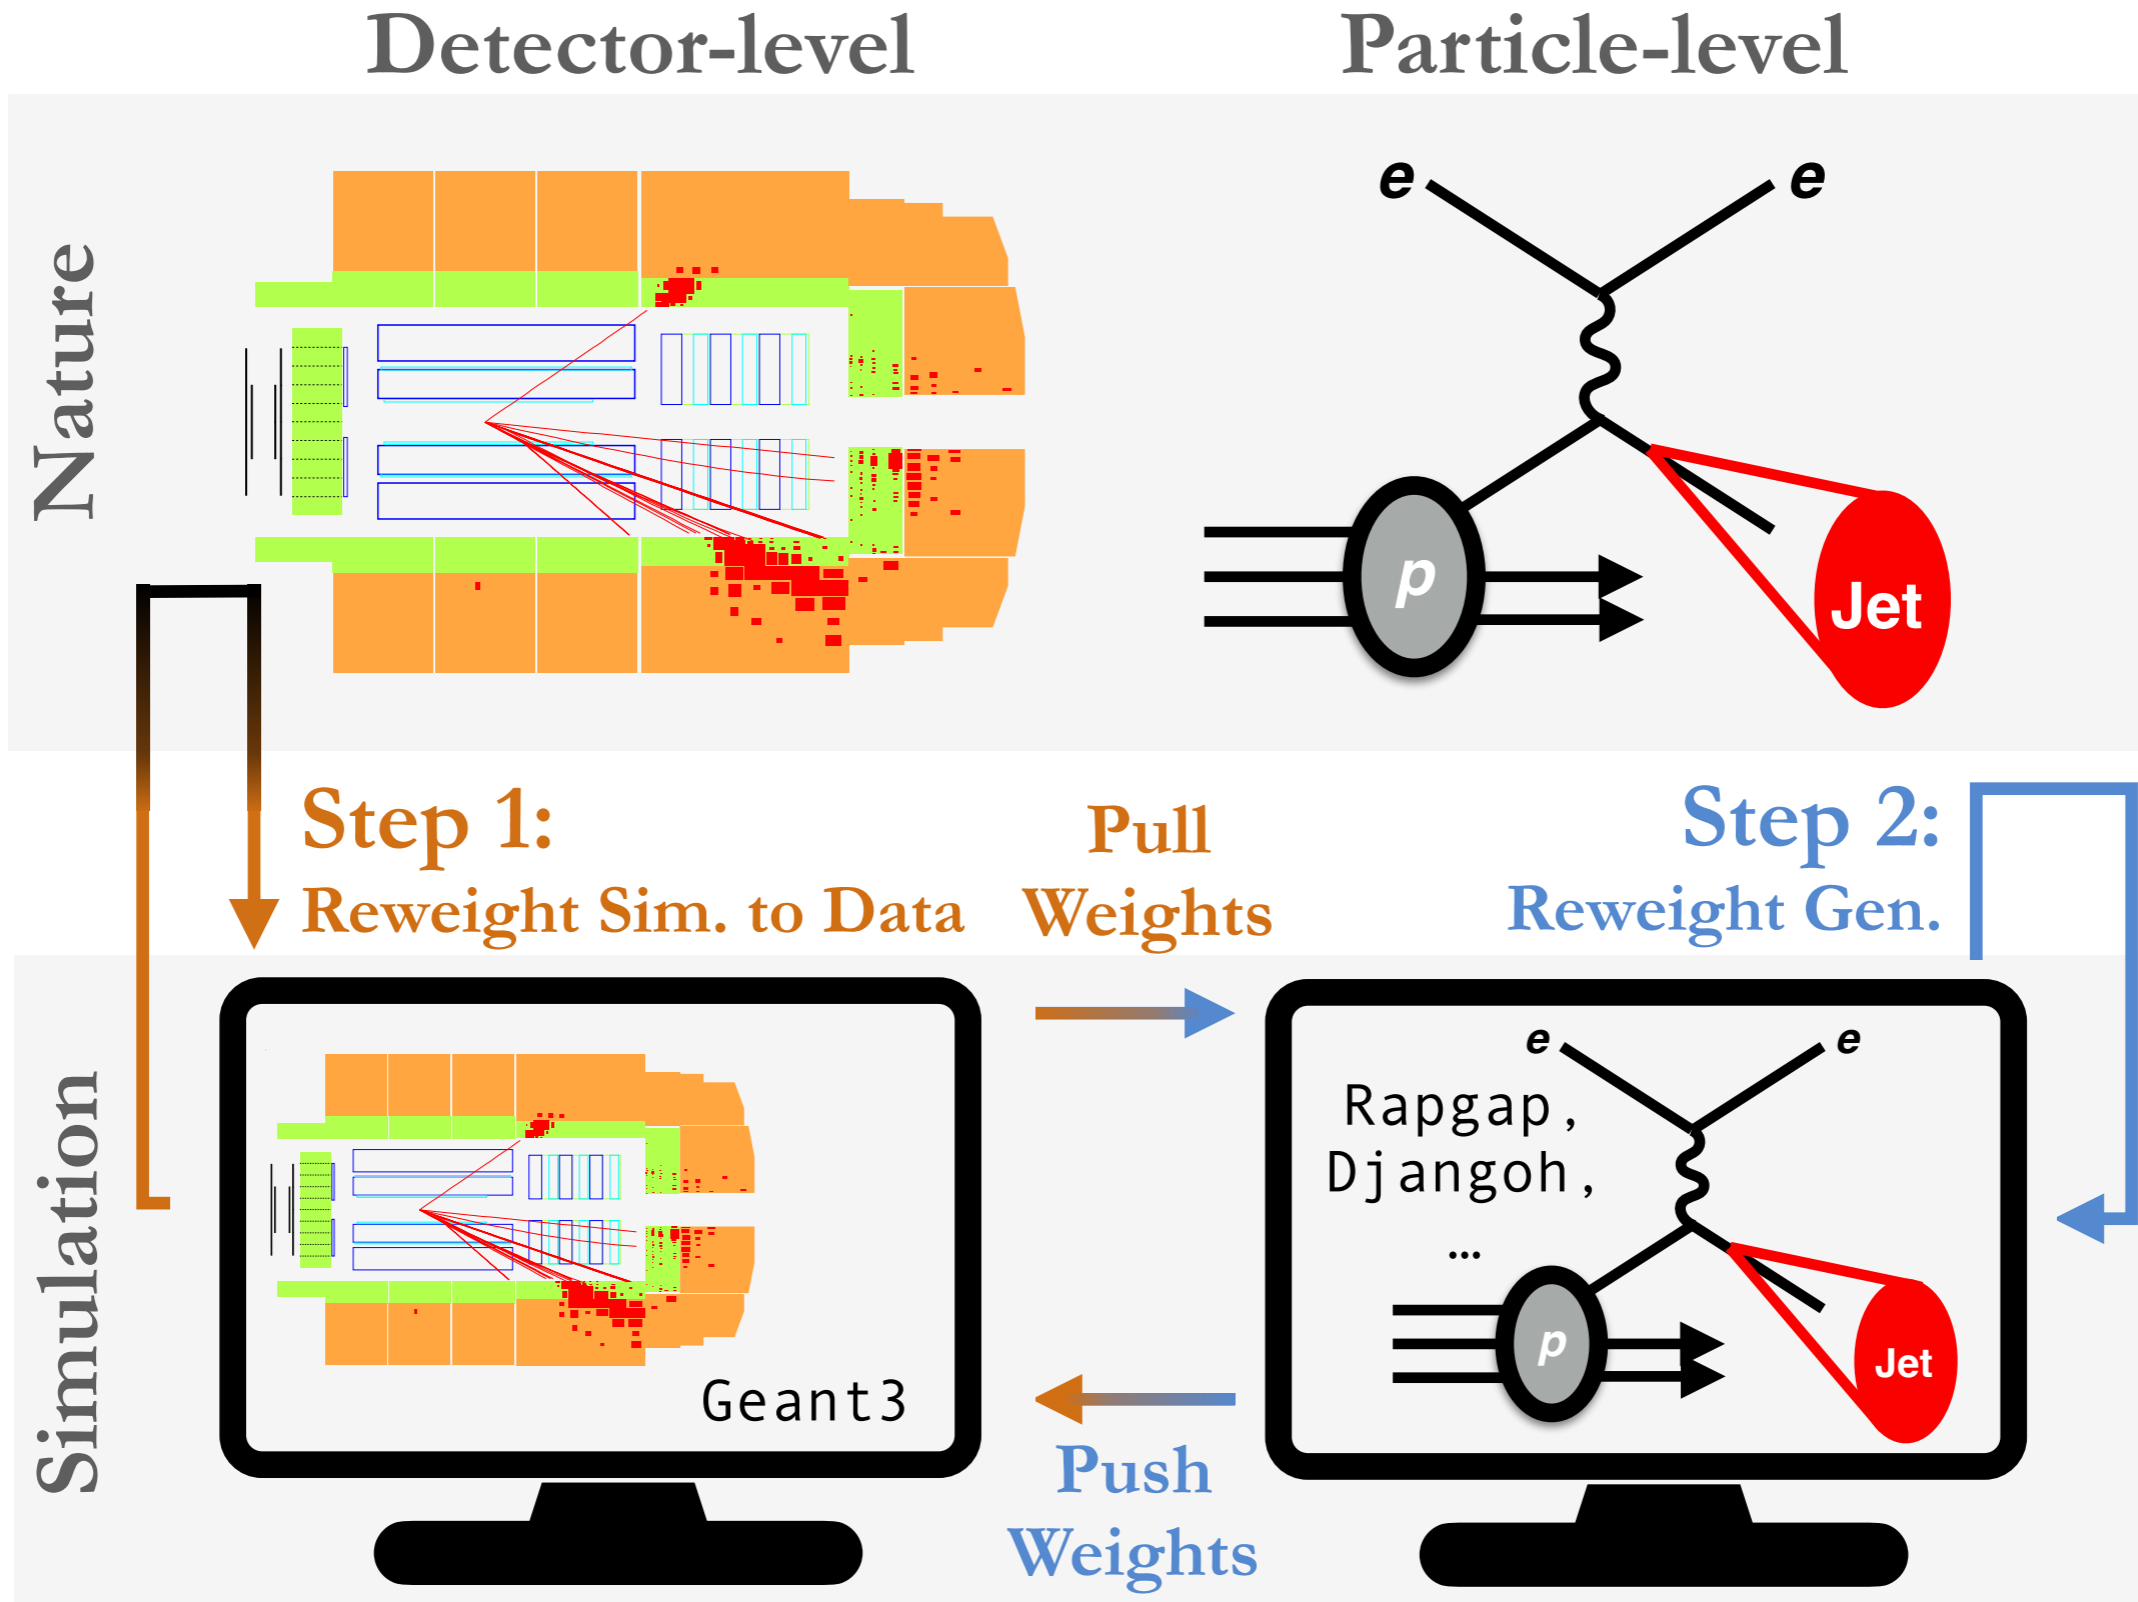 Detector-level
Particle-level
Nature
e
e
p
Jet
Step 1:
Reweight Sim. to Data
Pull
Weights
Step 2:
Reweight Gen.
Simulation
Geant3
Rapgap,
Djangoh,
...
e
e
p
Jet
Push
Weights